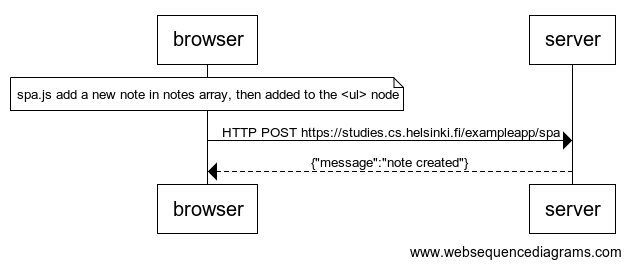 browser server
spa.js add a new note in notes array, then added to the <ul> node
HTTP POST https://studies.cs.helsinki.fi/exampleapp/spa
{"message":"note created"}
browser server
www.websequencediagrams.com